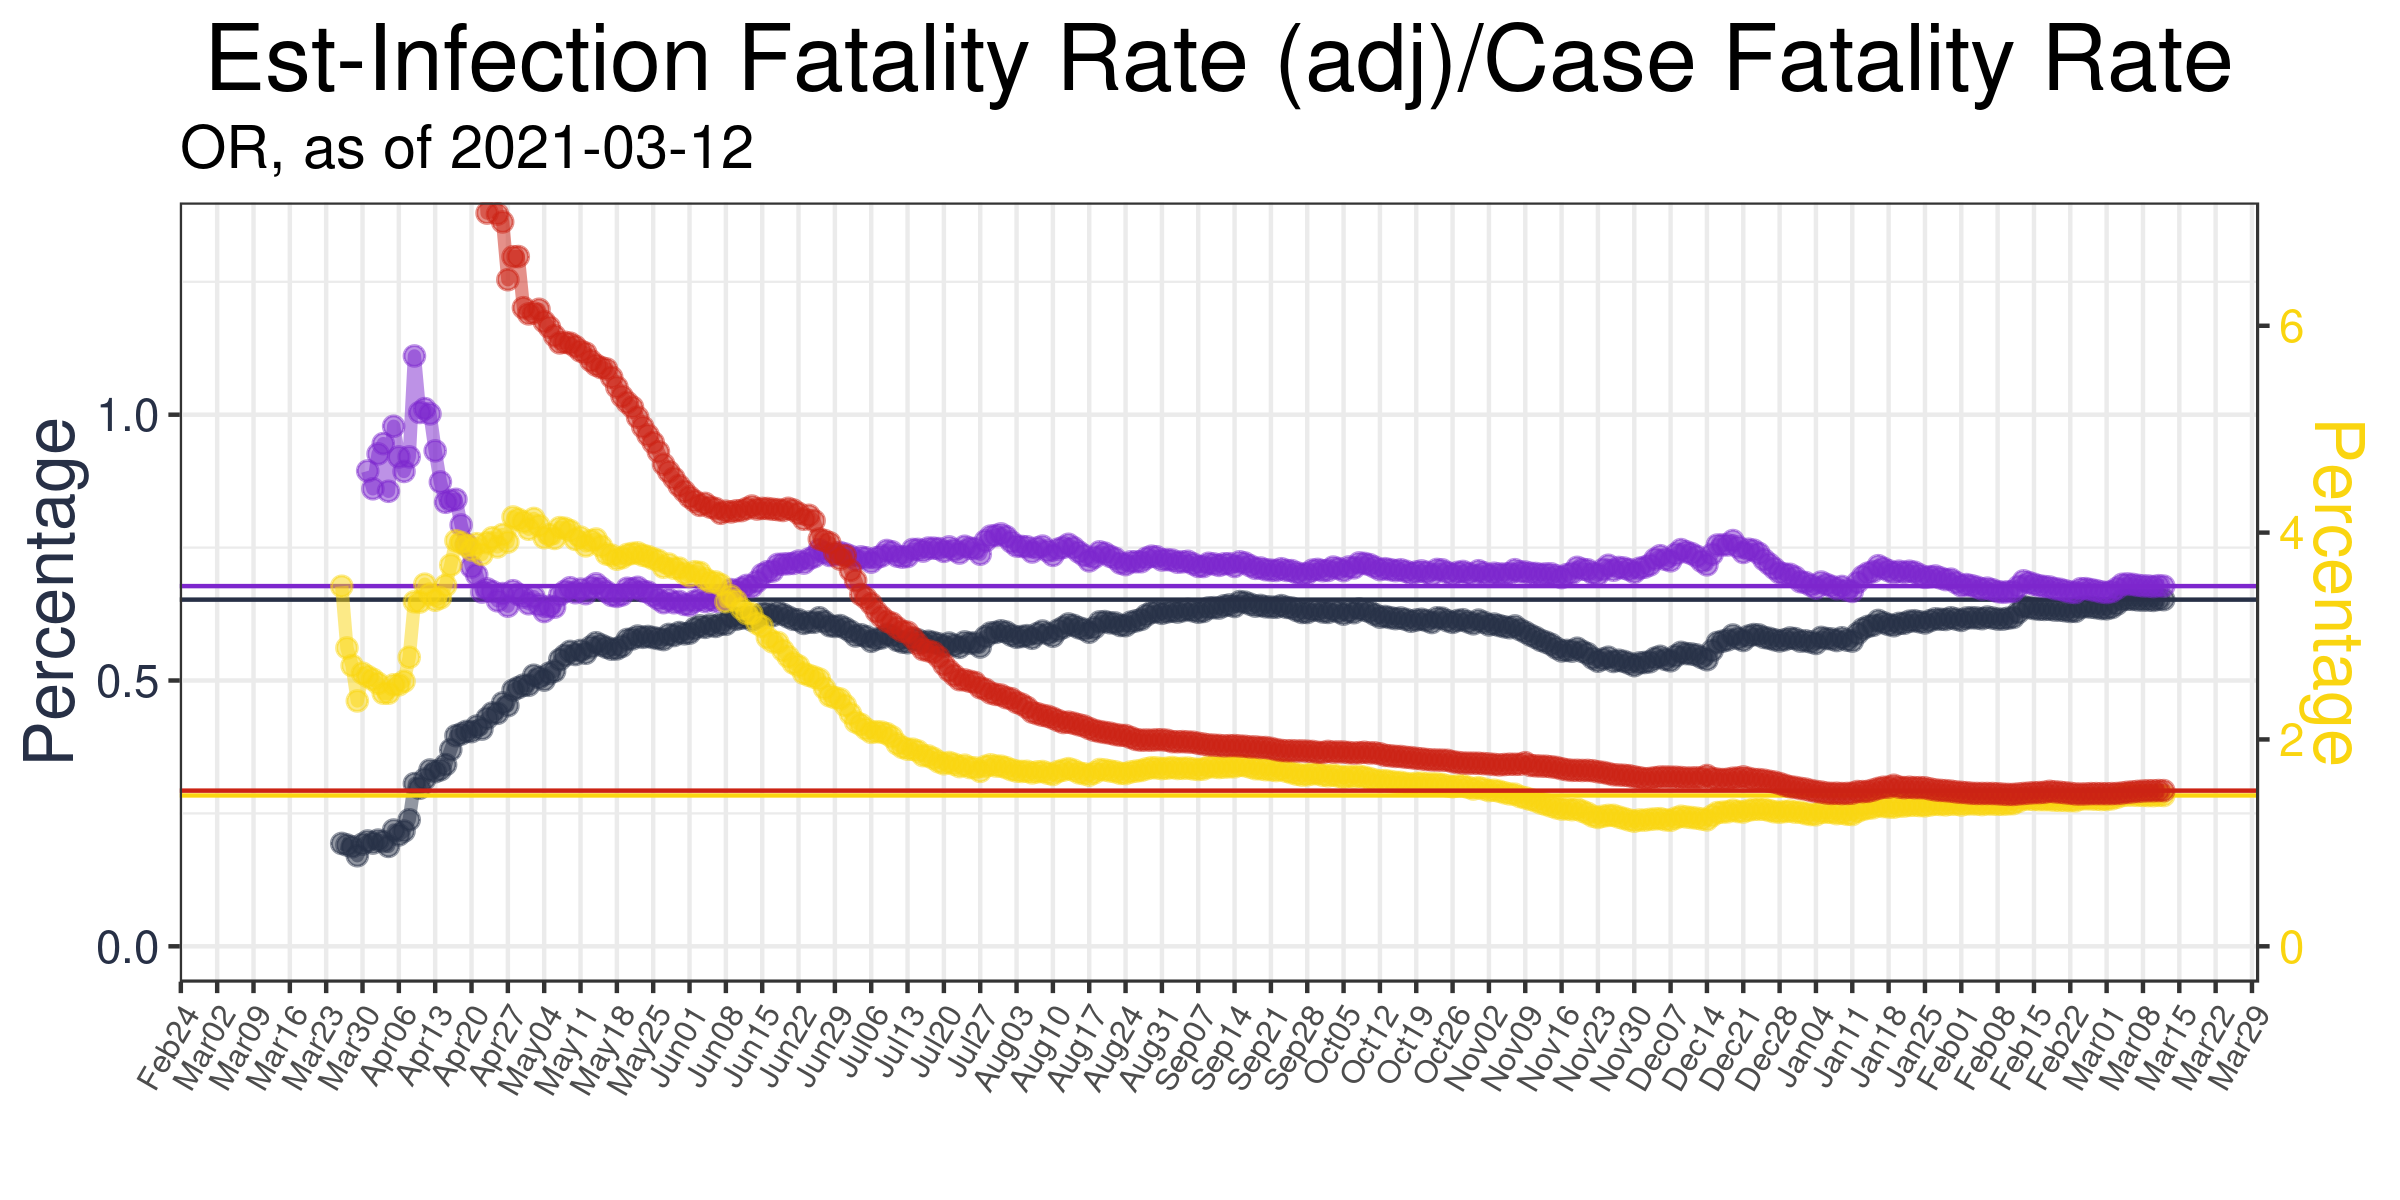 Est-Infection Fatality Rate (adj)/Case Fatality Rate
OR, as of 2021-03-12
Percentage
1.0
0.5
0.0
6
4
2
0
Percentage
Feb24
Mar02
Mar09
Mar16
Mar23
Mar30
Apr06
Apr13
Apr20
Apr27
May04
May11
May18
May25
Jun01
Jun08
Jun15
Jun22
Jun29
Jul06
Jul13
Jul20
Jul27
Aug03
Aug10
Aug17
Aug24
Aug31
Sep07
Sep14
Sep21
Sep28
Oct05
Oct12
Oct19
Oct26
Nov02
Nov09
Nov16
Nov23
Nov30
Dec07
Dec14
Dec21
Dec28
Jan04
Jan11
Jan18
Jan25
Feb01
Feb08
Feb15
Feb22
Mar01
Mar08
Mar15
Mar22
Mar29